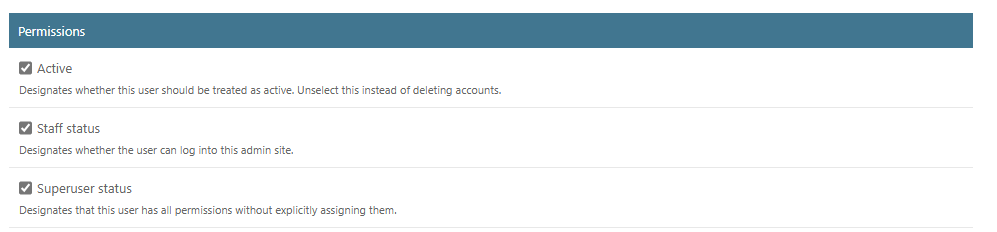 Permissions
Active
Designates whether this user should be treated as active. Unselect this instead of deleting accounts.
Staff status
Designates whether the user can log into this admin site.
Superuser status
Designates that this user has all permissions without explicitly assigning them.